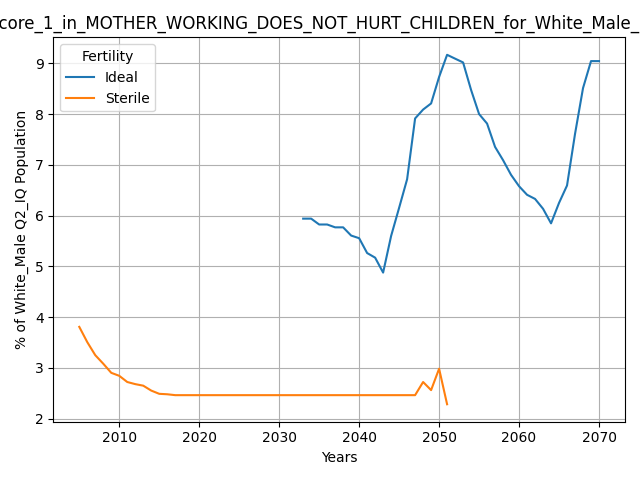 core_1_in_MOTHER_WORKING_DOES_NOT_HURT_CHILDREN_for_White_Male_
Fertility
Ideal
Sterile
% of White_Male Q2_IQ Population
9
8
7
6
5
4
3
2
2010 2020 2030 2040 2050 2060 2070
Years